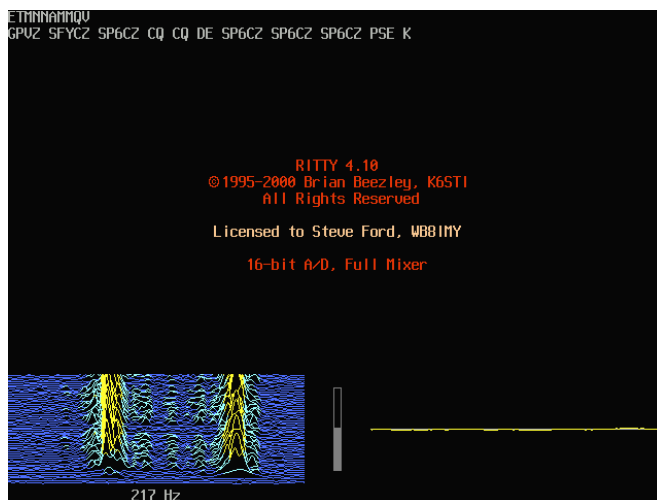 ETMNNAMMQV
GPVZ SFYCZ SP6CZ CQ CQ DE SP6CZ SP6CZ SP6CZ PSE K
RITTY 4.10
©1995-2000 Brian Beezley, K6STI
All Rights Reserved
Licensed to Steve Ford, WB8IMY
16-bit A/D, Full Mixer
217 Hz